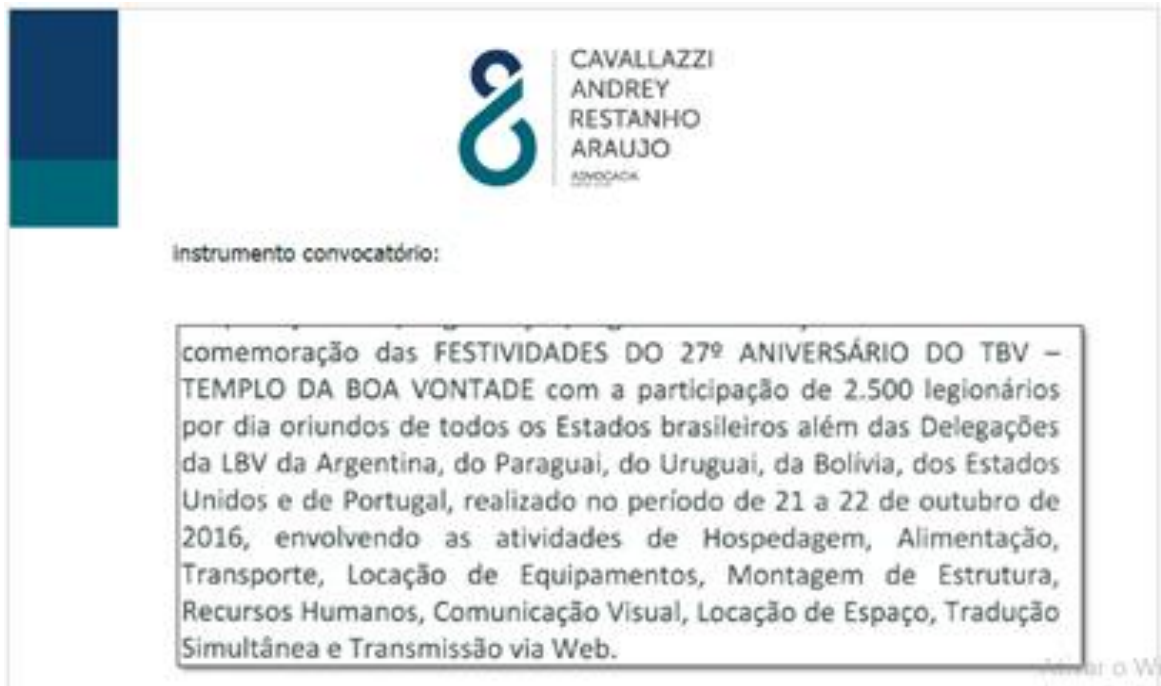 CAVALLAZZI
ANDREY
RESTANHO
ARAUJO
ADVOCACIA
Instrumento convocatório:
comemoração das FESTIVIDADES DO 27º ANIVERSÁRIO DO TBV –
TEMPLO DA BOA VONTADE com a participação de 2.500 legionários
por dia oriundos de todos os Estados brasileiros além das Delegações
da LBV da Argentina, do Paraguai, do Uruguai, da Bolívia, dos Estados
Unidos e de Portugal, realizado no período de 21 a 22 de outubro de
2016, envolvendo as atividades de Hospedagem, Alimentação,
Transporte, Locação de Equipamentos, Montagem de Estrutura,
Recursos Humanos, Comunicação Visual, Locação de Espaço, Tradução
Simultânea e Transmissão via Web.